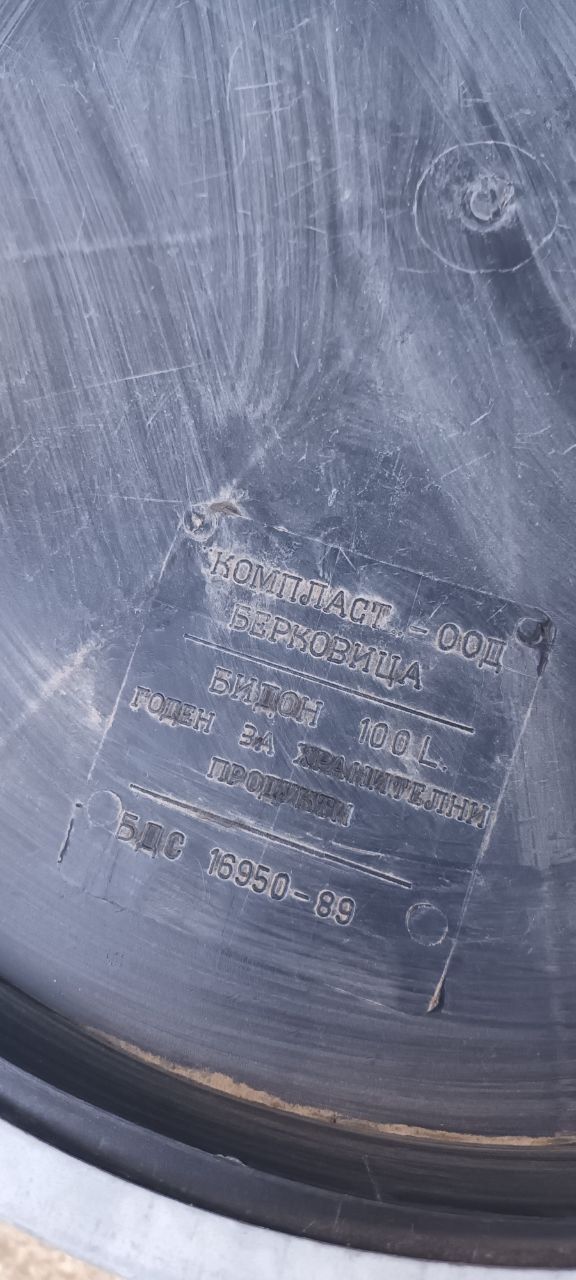 КОМПЛАСТ - ООД
БЕРКОВИЦА
БИДОН 100 L.
ГОДЕН ЗА ХРАНИТЕЛНИ
ПРОДУКТИ
БДС 16950-89